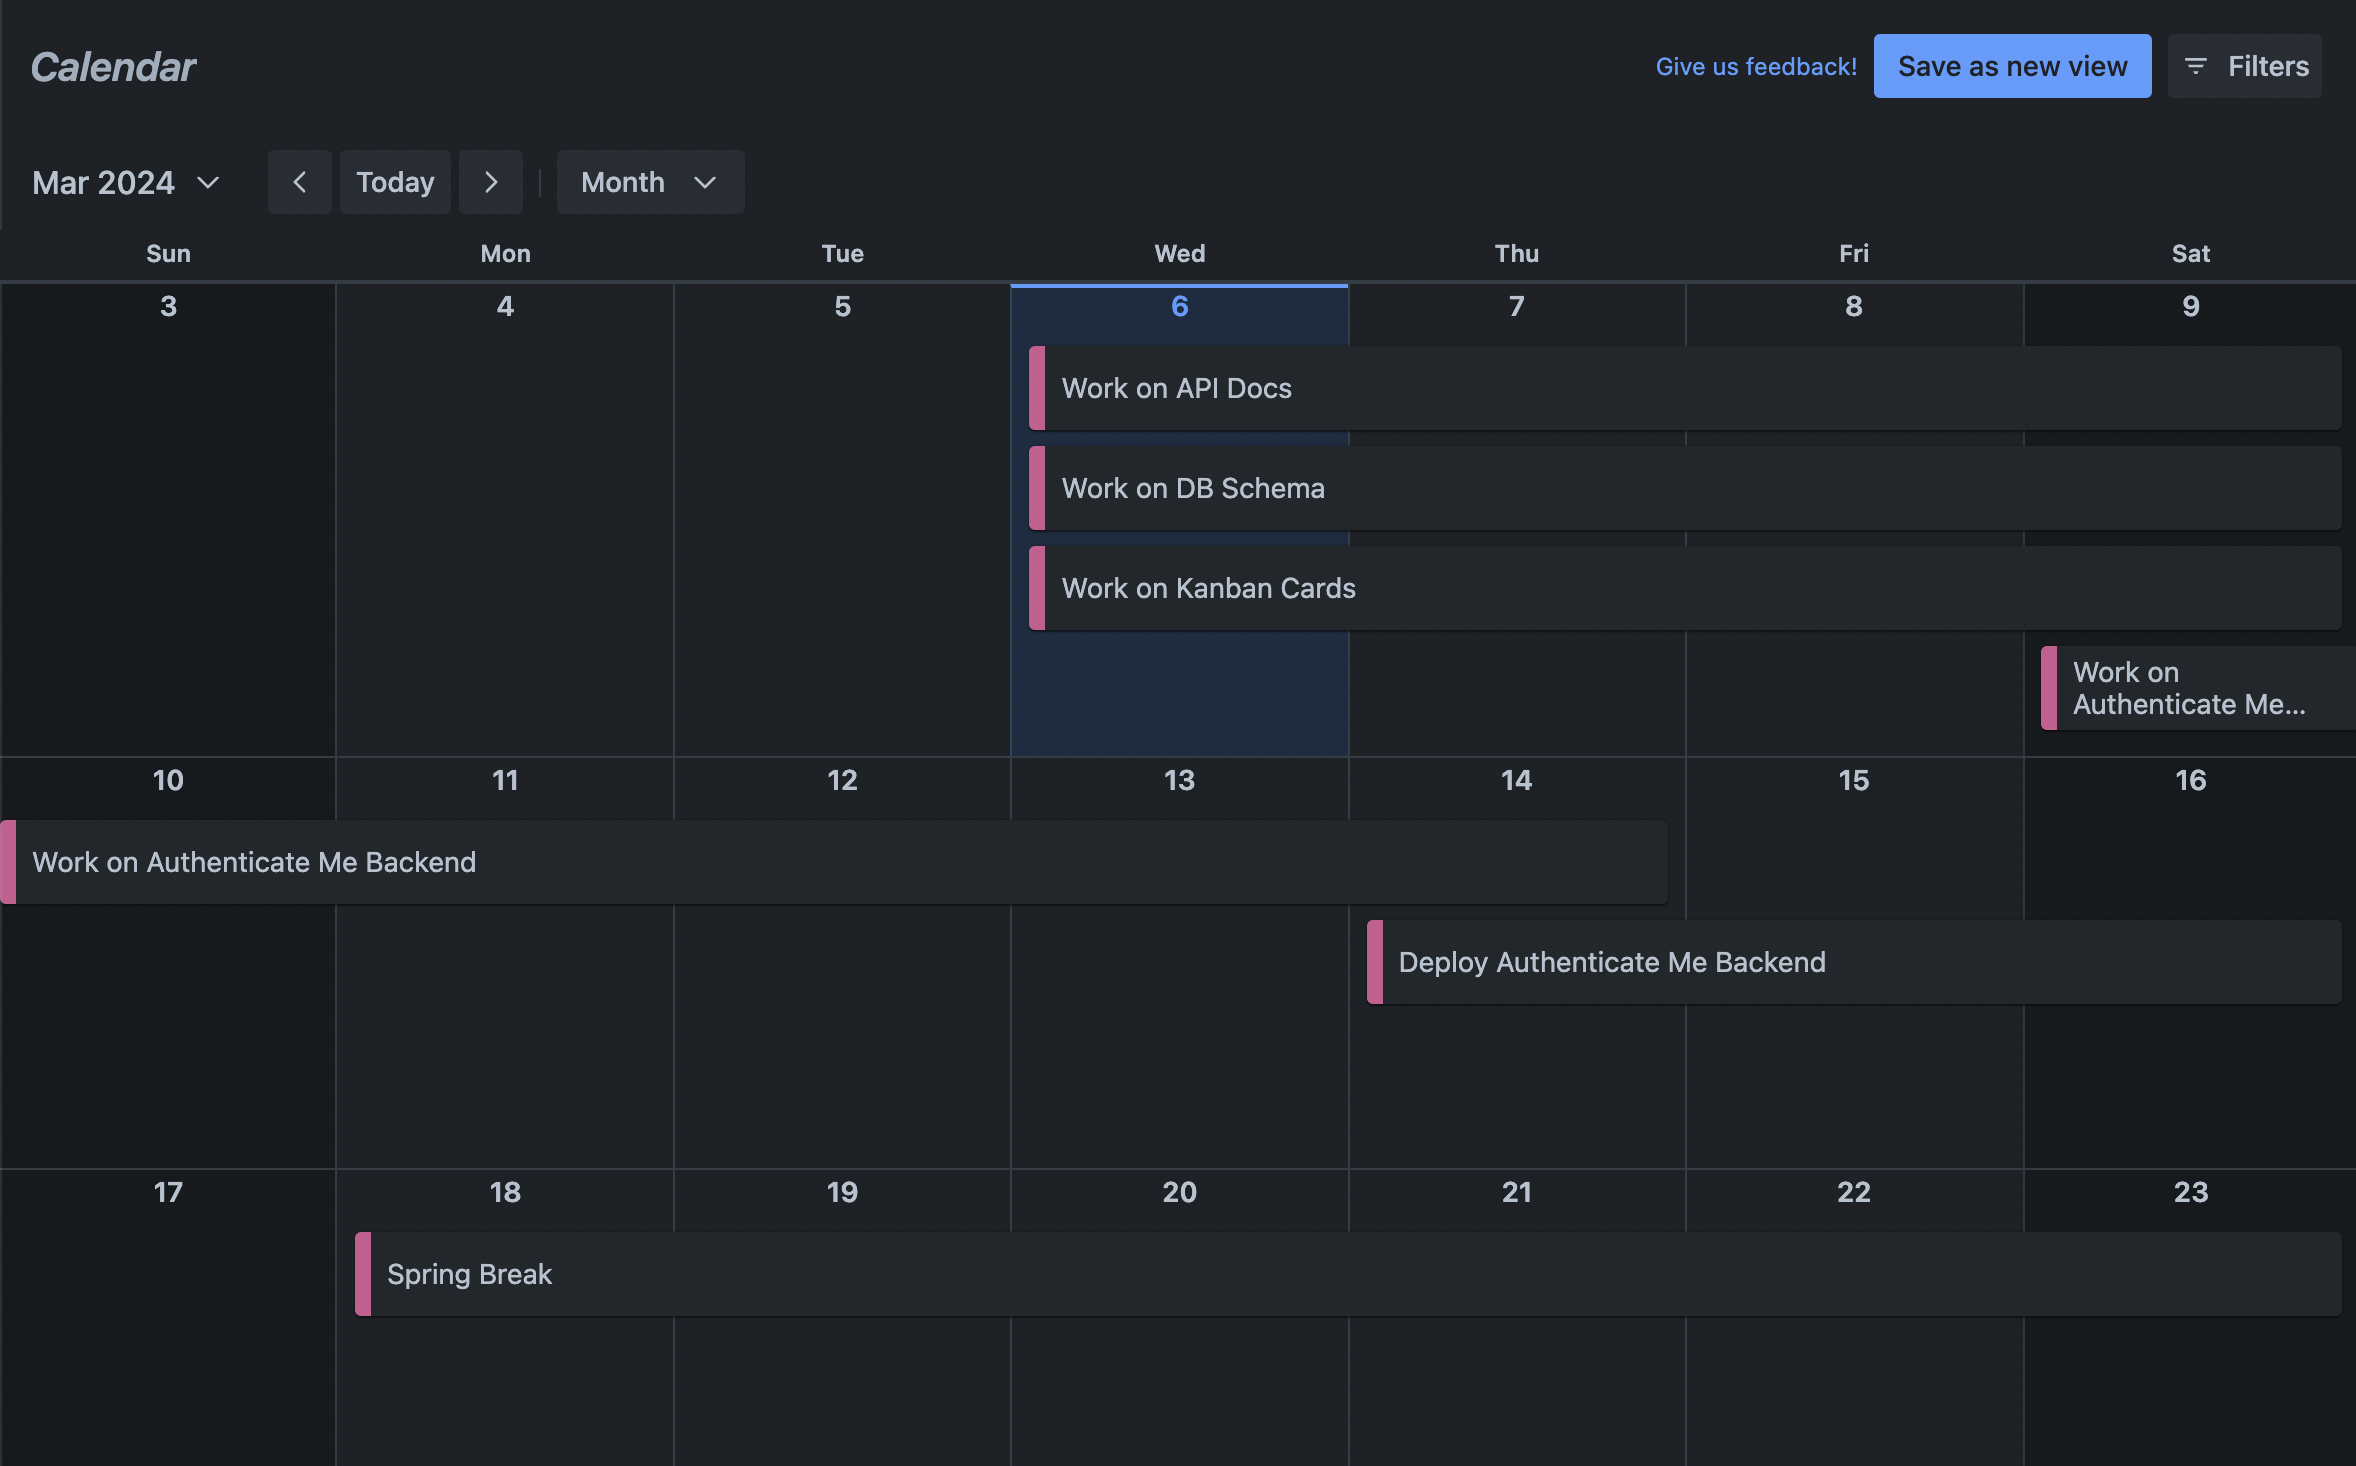 Calendar
Give us feedback!
Save as new view
Filters
Mar 2024
Today
Month
Sun Mon Tue Wed Thu Fri Sat
3 4 5 6 7 8 9
Work on API Docs
Work on DB Schema
Work on Kanban Cards
Work on
Authenticate Me...
10 11 12 13 14 15 16
Work on Authenticate Me Backend
Deploy Authenticate Me Backend
17 18 19 20 21 22 23
Spring Break